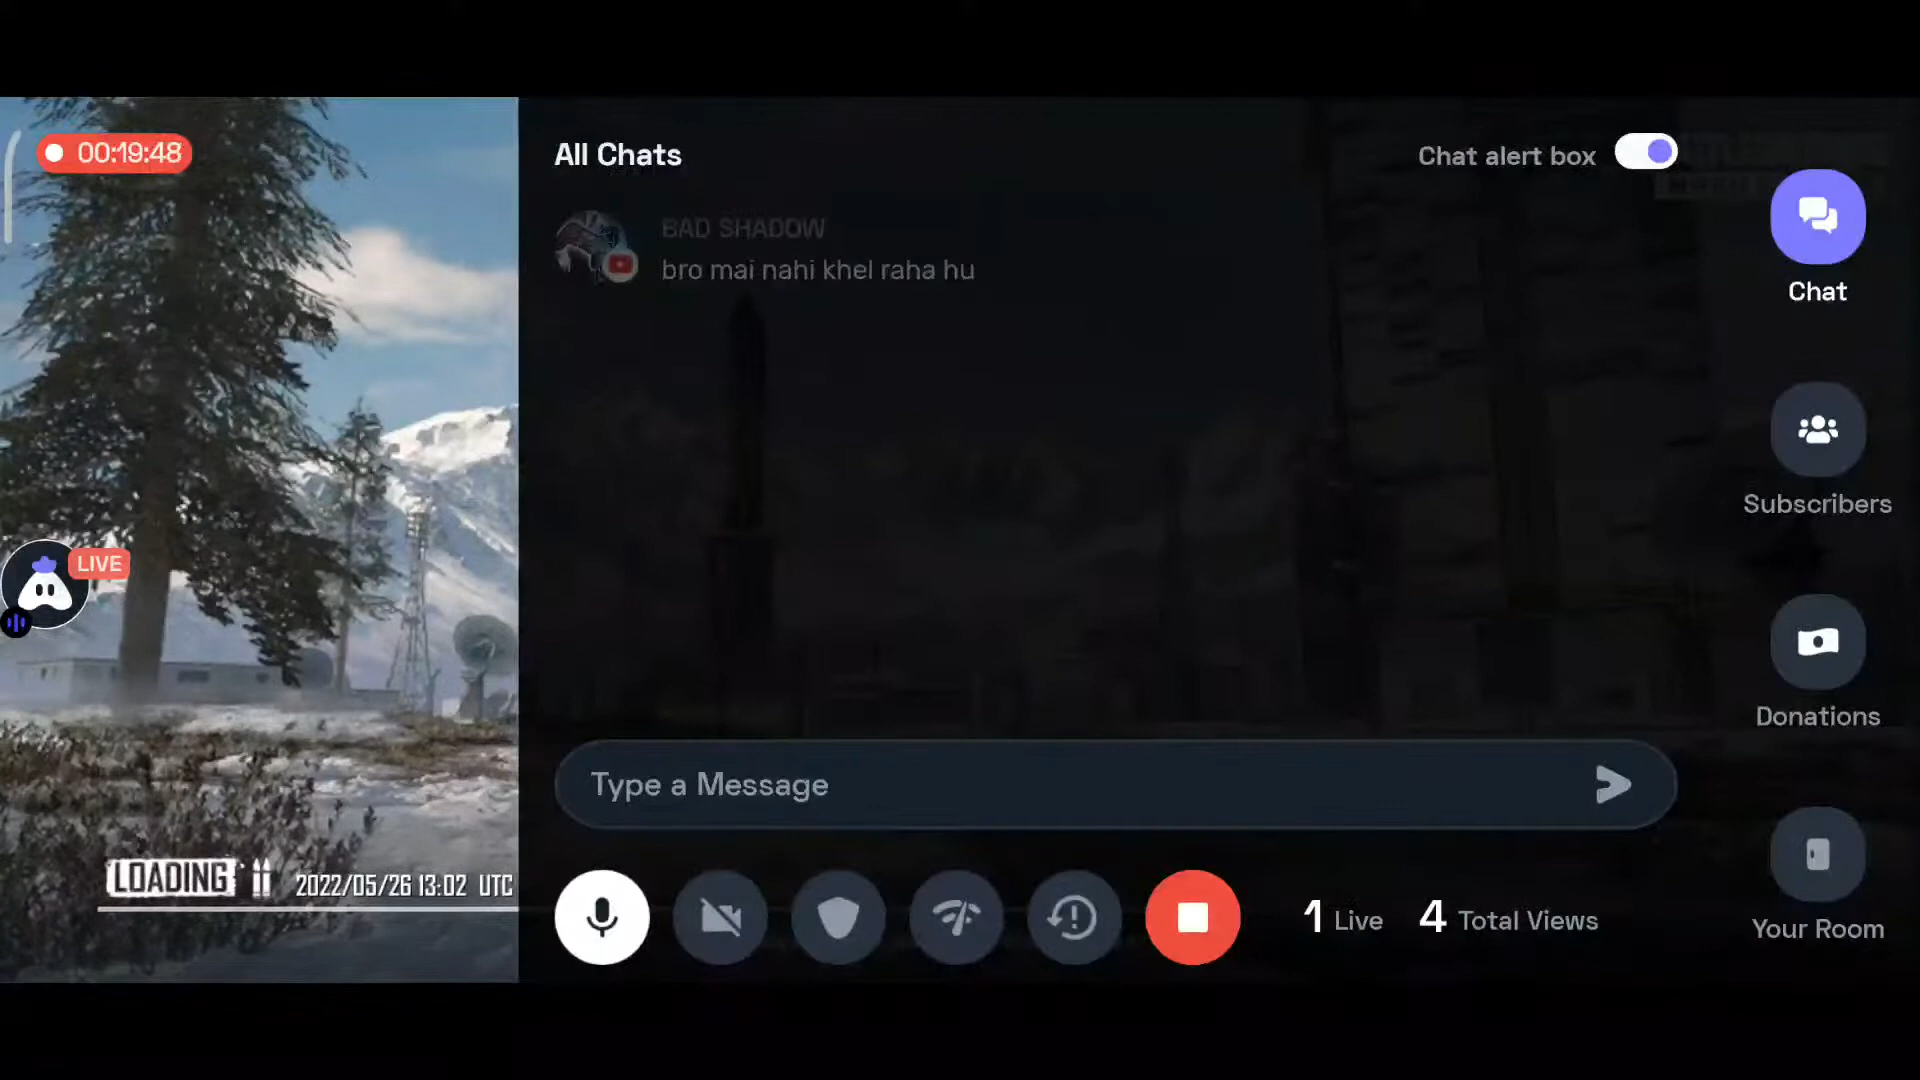 00:19:48
All Chats
Chat alert box
BAD SHADOW
bro mai nahi khel raha hu
Chat
Subscribers
LIVE
Donations
Type a Message
LOADING
2022/05/26 13:02 UTC
1 Live 4 Total Views
Your Room